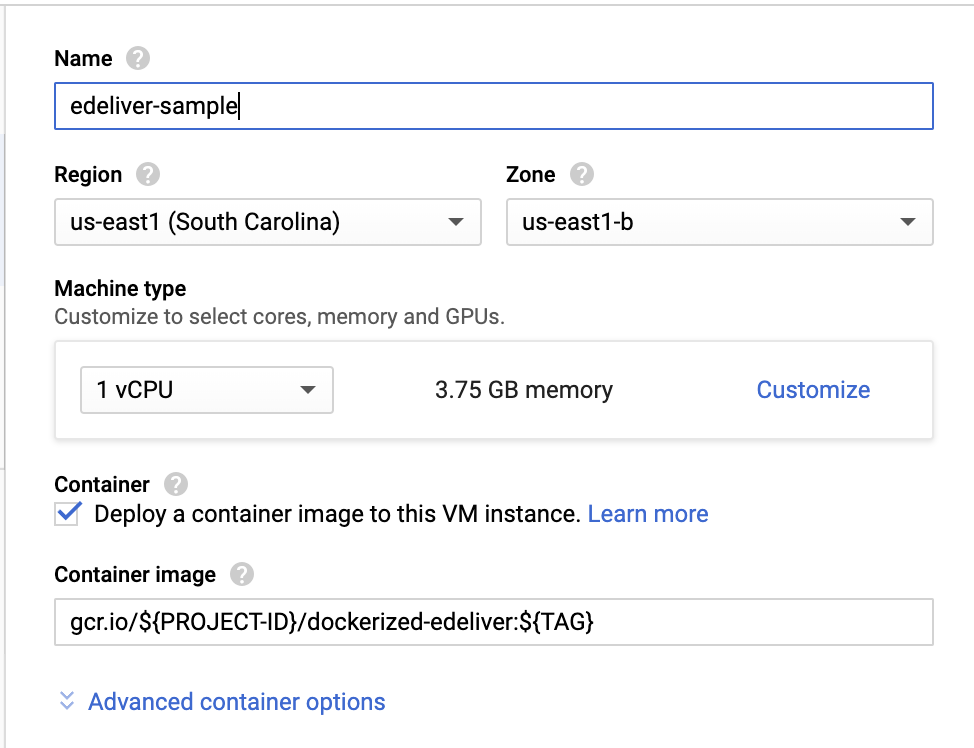 Name ?
edeliver-sample
Region ? Zone ?
us-east1 (South Carolina) us-east1-b
Machine type
Customize to select cores, memory and GPUs.
1 vCPU 3.75 GB memory Customize
Container ?
Deploy a container image to this VM instance. Learn more
Container image ?
gcr.io/${PROJECT-ID}/dockerized-edeliver:${TAG}
Advanced container options